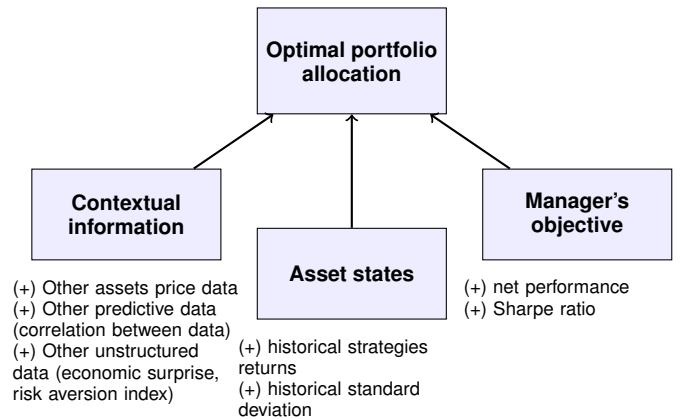 Optimal portfolio
allocation
Contextual
information
Manager's
objective
Asset states
(+) Other assets price data
(+) Other predictive data
(correlation between data)
(+) Other unstructured
data (economic surprise,
risk aversion index)
(+) historical strategies
returns
(+) historical standard
deviation
(+) net performance
(+) Sharpe ratio